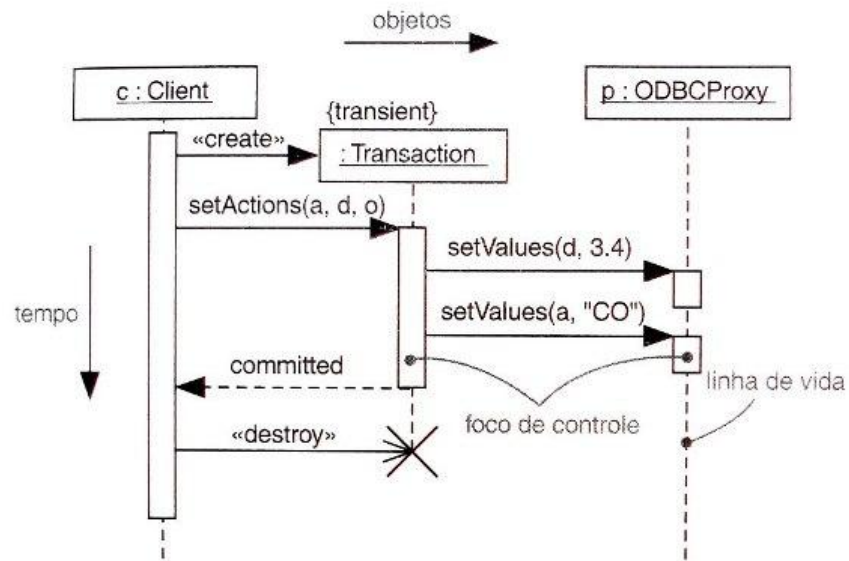 objetos
c : Client
p : ODBCProxy
{transient}
«create»
: Transaction
setActions(a, d, o)
setValues(d, 3.4)
tempo
setValues(a, "CO")
committed
linha de vida
foco de controle
«destroy»